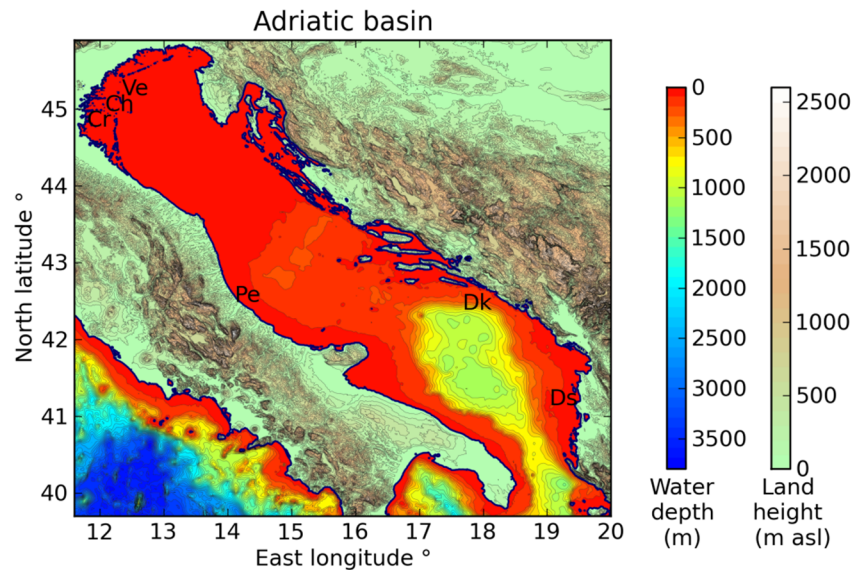 Adriatic basin
Ve
Ch
Cr
Pe
Dk
Ds
45
44
43
42
41
40
North latitude °
12 13 14 15 16 17 18 19 20
East longitude °
0
500
1000
1500
2000
2500
3000
3500
Water
depth
(m)
2500
2000
1500
1000
500
0
Land
height
(m asl)